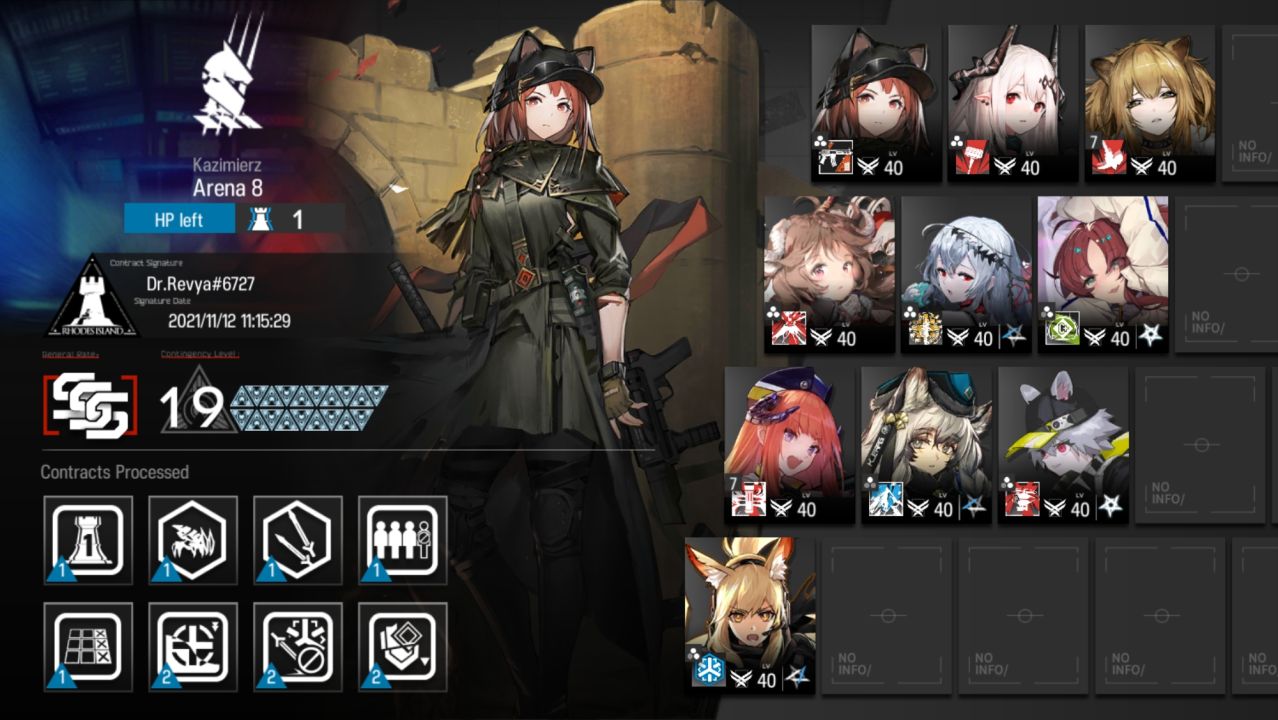 Kazimierz
Arena 8
HP left 1
Contract Signature
Dr.Revya#6727
Signature Date
2021/11/12 11:15:29
RHODES ISLAND
General Rate:
Contingency Level:
19
Contracts Processed
1
1
1
1
1
1
2
2
2
LV
40
LV
40
7
LV
40
NO
INFO/
LV
40
LV
40
LV
40
NO
INFO/
7
LV
40
LV
40
LV
40
NO
INFO/
LV
40
NO
INFO/
NO
INFO/
NO
INFO/
NO
INFO/